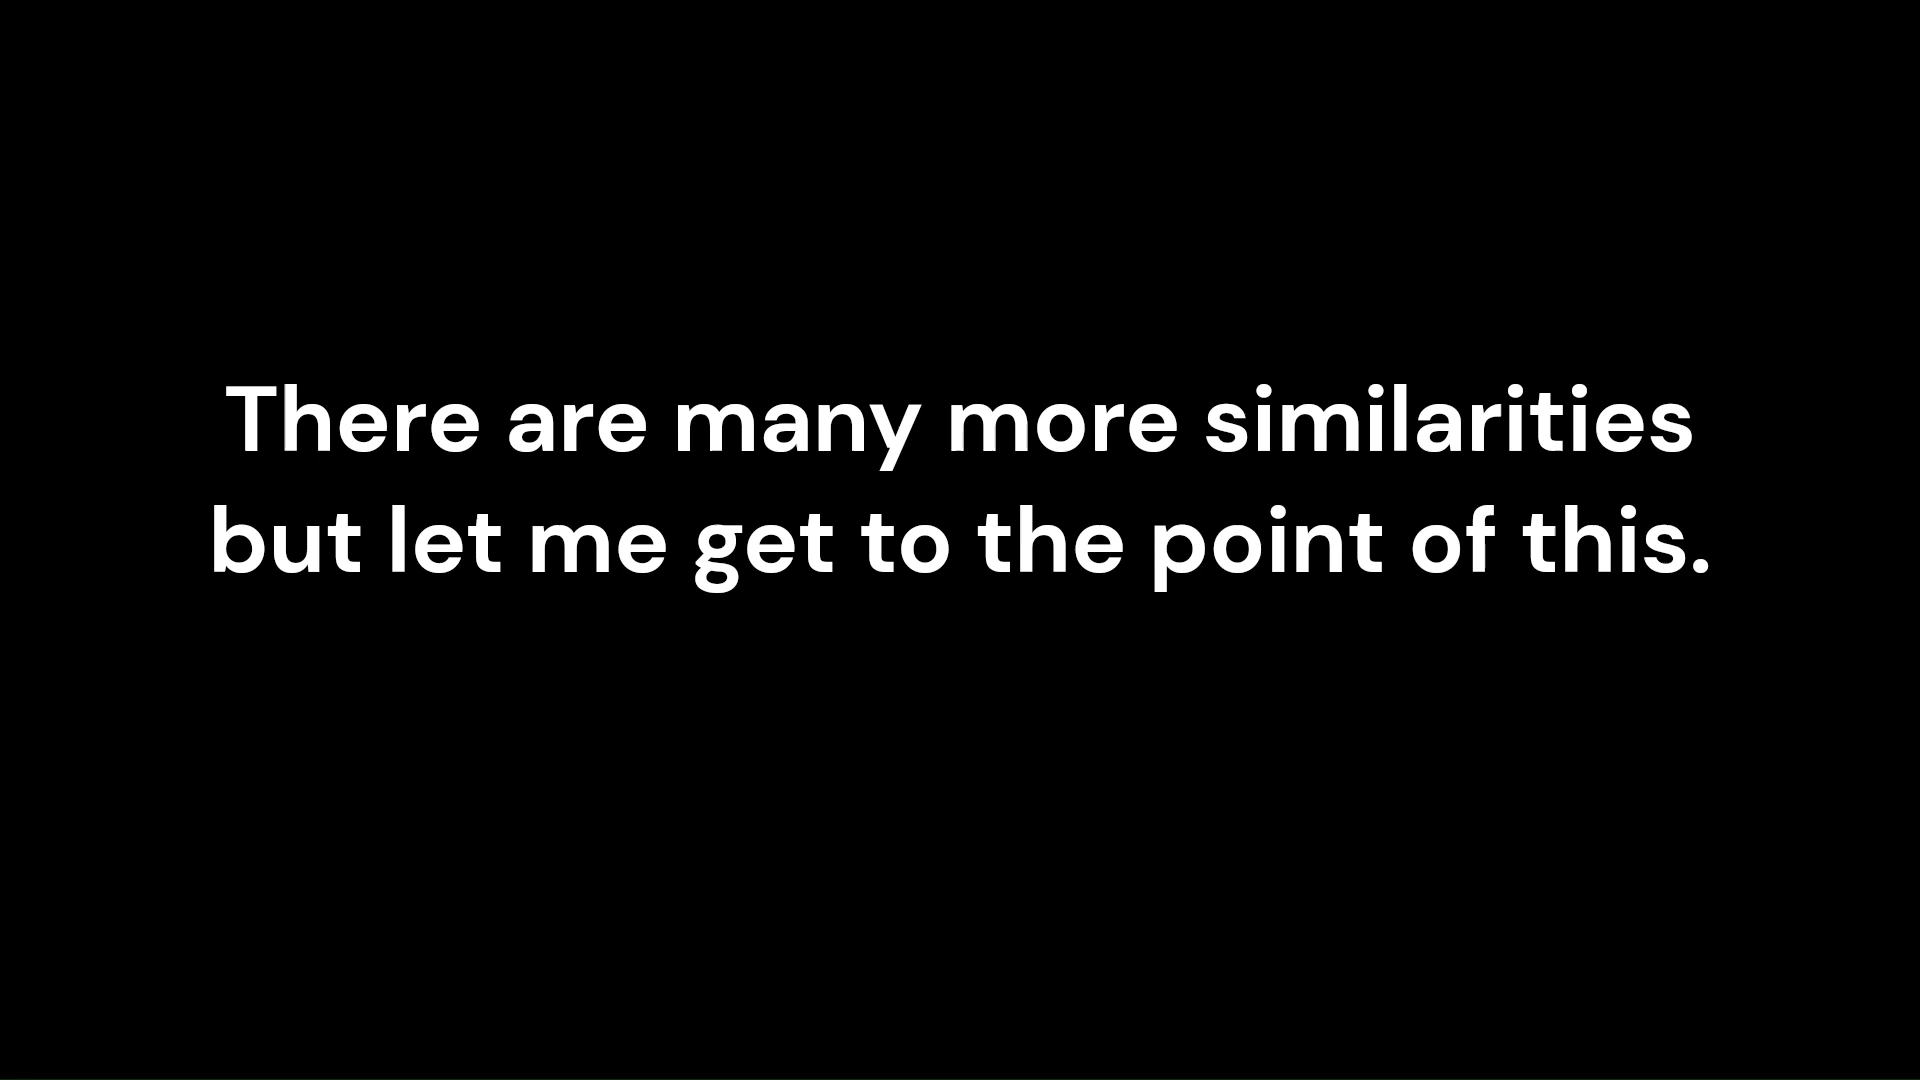 There are many more similarities
but let me get to the point of this.